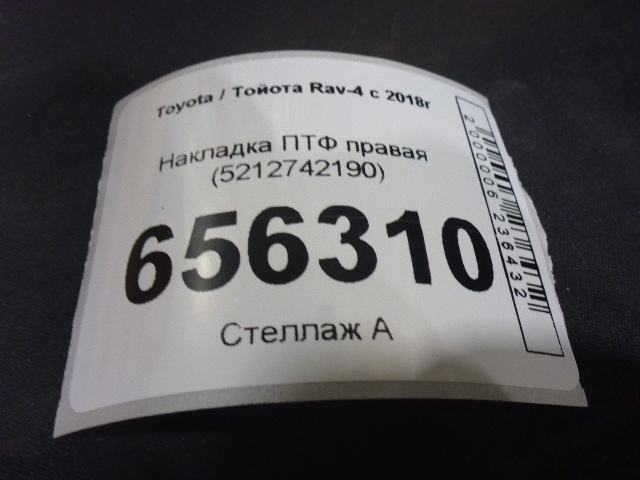 Toyota / Тойота Rav-4 с 2018г
Накладка ПТФ правая
(5212742190)
656310
Стеллаж А
2000006236432